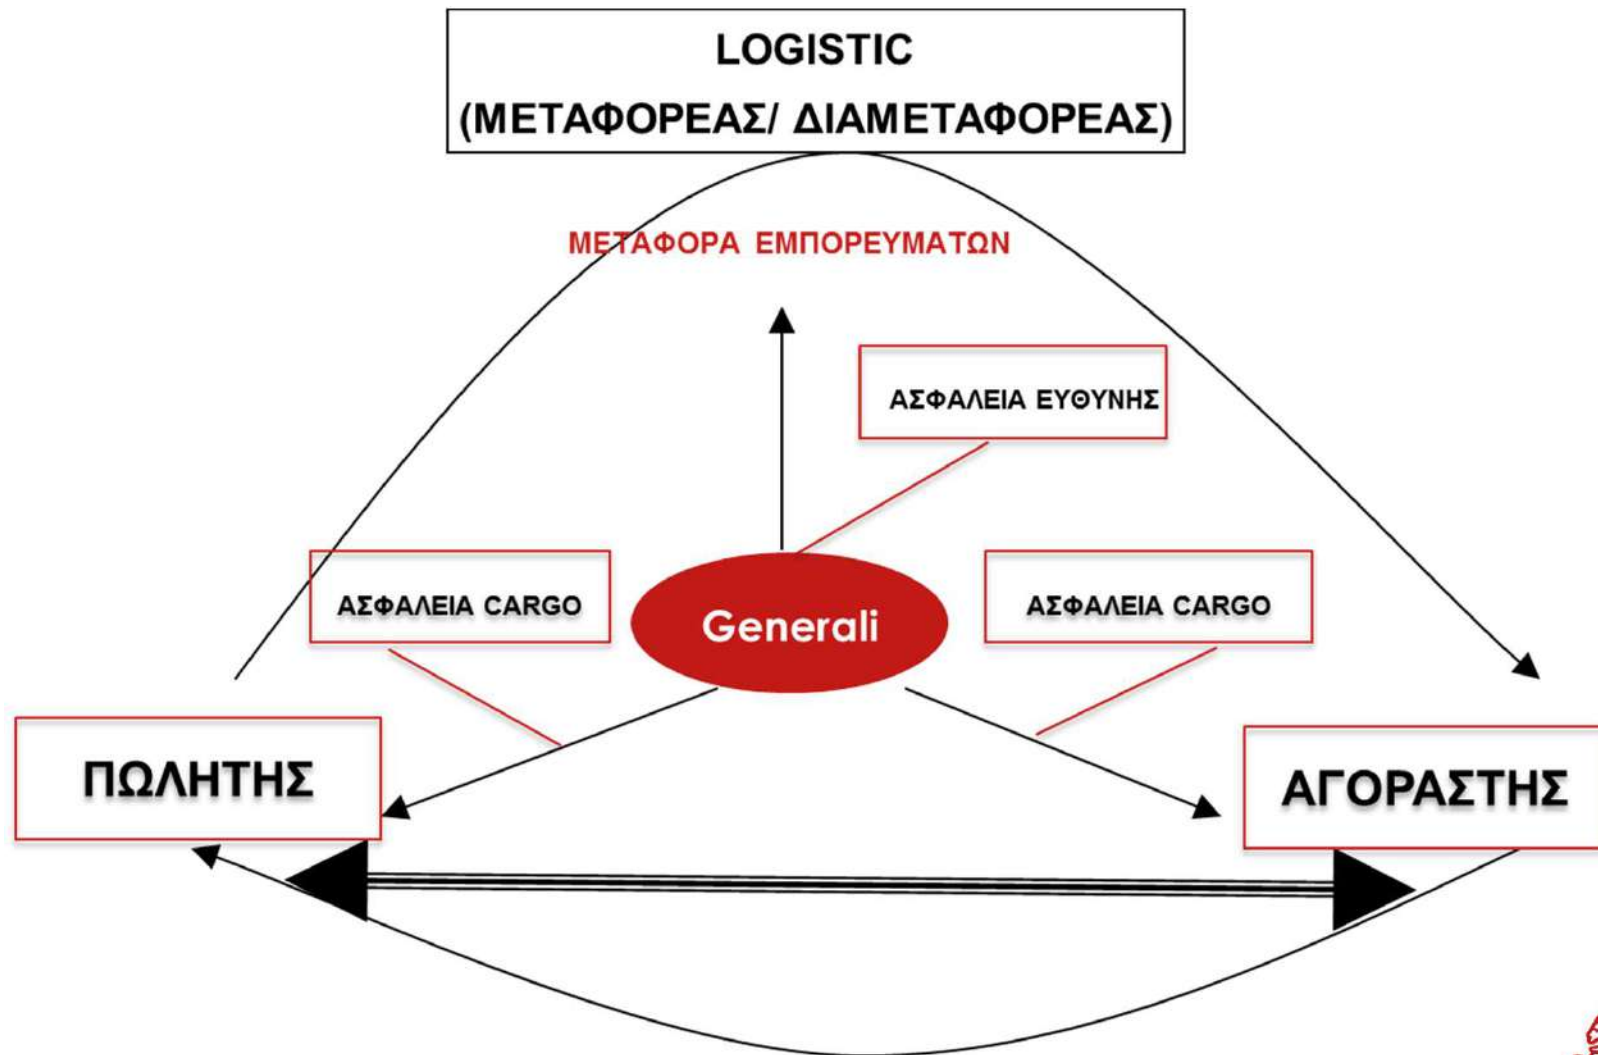 LOGISTIC
(ΜΕΤΑΦΟΡΕΑΣ/ ΔΙΑΜΕΤΑΦΟΡΕΑΣ)
ΜΕΤΑΦΟΡΑ ΕΜΠΟΡΕΥΜΑΤΩΝ
ΑΣΦΑΛΕΙΑ ΕΥΘΥΝΗΣ
ΑΣΦΑΛΕΙΑ CARGO
Generali
ΑΣΦΑΛΕΙΑ CARGO
ΠΩΛΗΤΗΣ
ΑΓΟΡΑΣΤΗΣ